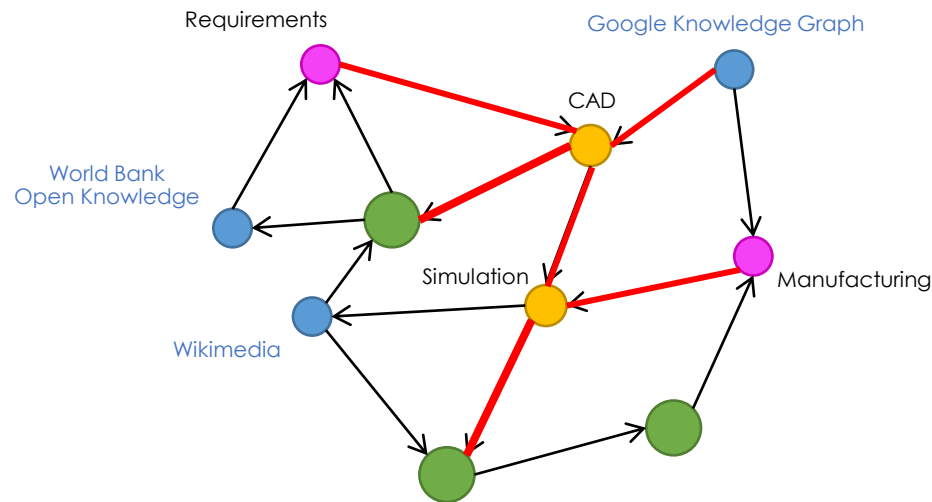 Requirements
Google Knowledge Graph
CAD
World Bank
Open Knowledge
Simulation
Manufacturing
Wikimedia